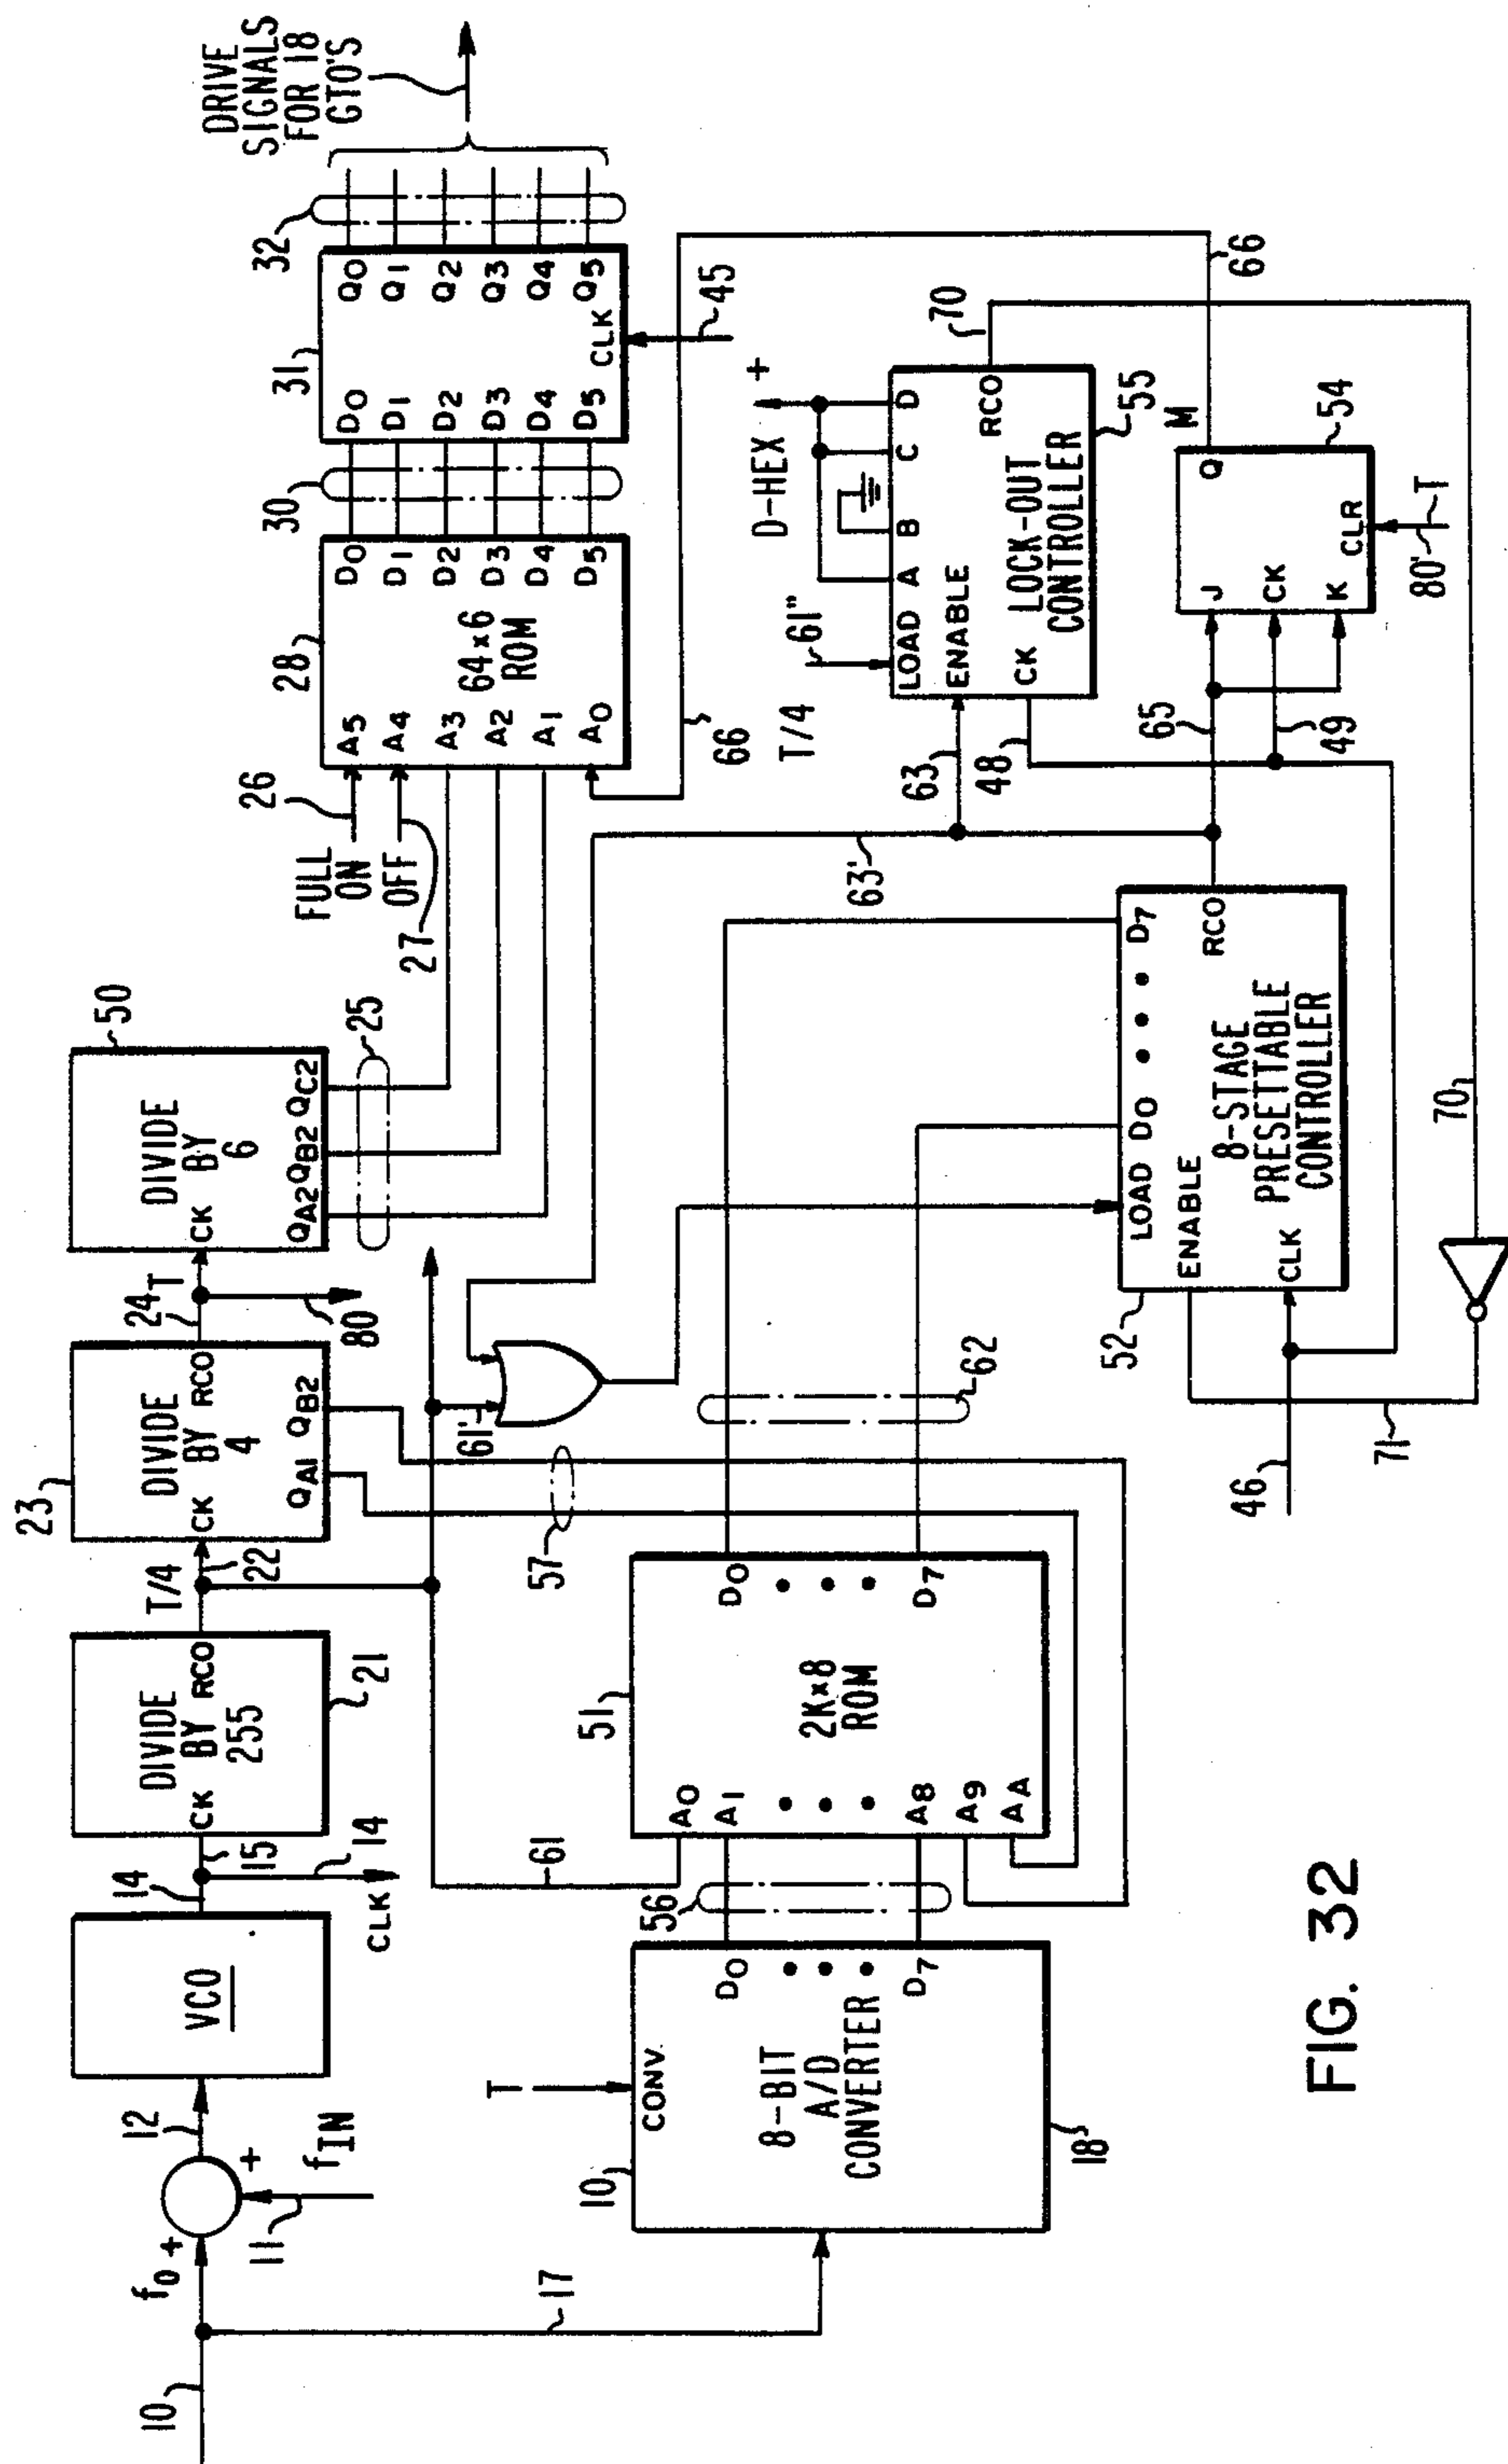 10
f0 +
+
11
fIN
12
VCO
14
15
14
CLK
CK
DIVIDE
BY RCO
255
21
T/4
22
23
CK
DIVIDE
BY RCO
4
QA1 QB2
24
T
80
50
DIVIDE
BY
6
CK
QA2 QB2 QC2
25
FULL
ON
26
OFF
27
28
A5
A4
A3
A2
A1
A0
64x6
ROM
D0
D1
D2
D3
D4
D5
30
31
D0
D1
D2
D3
D4
D5
Q0
Q1
Q2
Q3
Q4
Q5
CLK
45
32
DRIVE
SIGNALS
FOR 18
GTO'S
66
17
T
10
CONV.
8-BIT
A/D
CONVERTER
D0
D7
18
56
61
51
A0
A1
A8
A9
AA
2Kx8
ROM
D0
D7
57
61'
62
63'
63
T/4
61"
48
LOAD A B C D
ENABLE
CK
LOCK-OUT
CONTROLLER
RCO
D-HEX
+
55
70
65
49
J
CK
K
Q
CLR
M
54
80'
T
66
46
52
LOAD D0 D7
ENABLE
CLK
8-STAGE
PRESETTABLE
CONTROLLER
RCO
71
70
FIG. 32